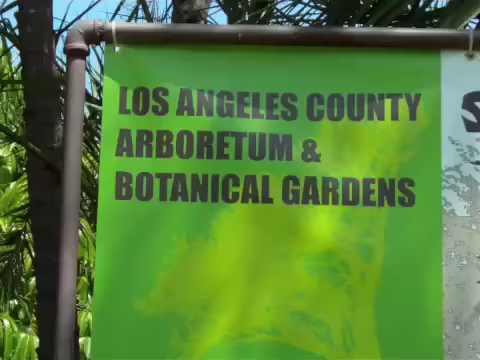 LOS ANGELES COUNTY
ARBORETUM &
BOTANICAL GARDENS